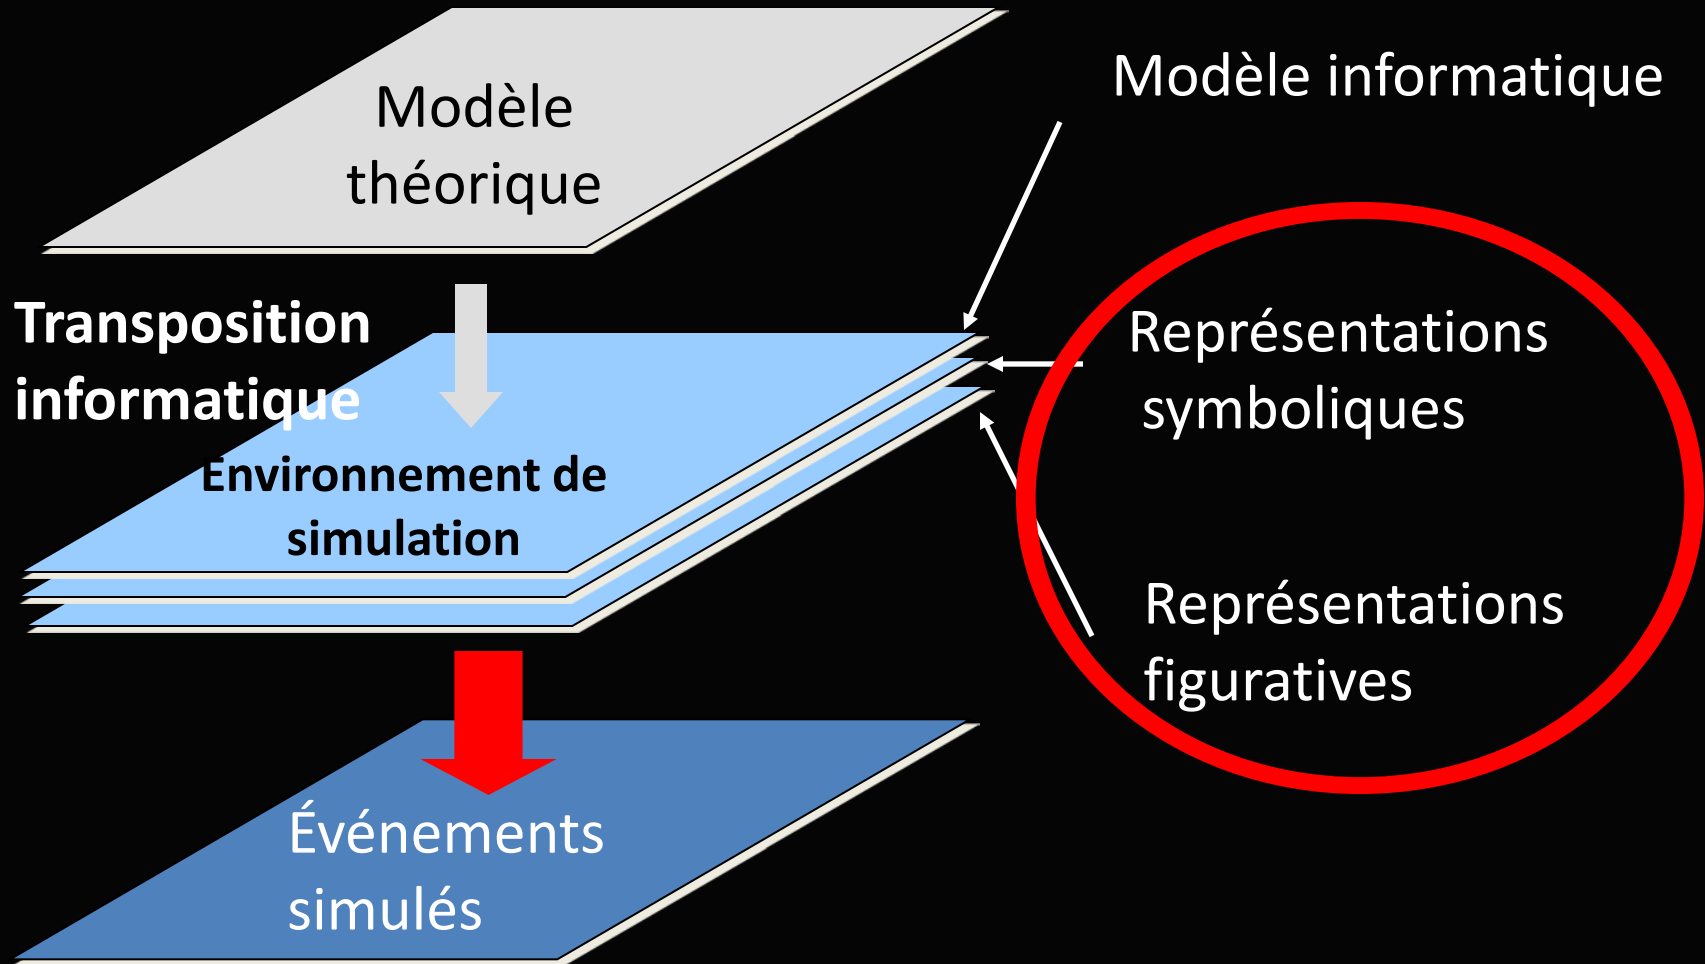 Modèle
théorique
Modèle informatique
Transposition
informatique
Environnement de
simulation
Représentations
symboliques
Représentations
figuratives
Événements
simulés